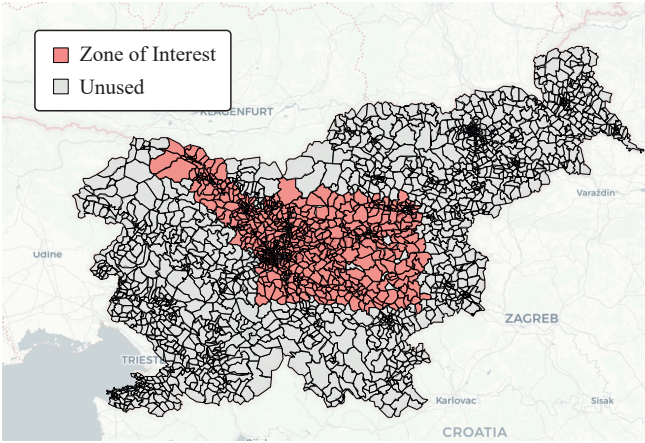 Zone of Interest
Unused
KLAGENFURT
Varaždin
Udine
ZAGREB
TRIESTE
Karlovac
Sisak
CROATIA